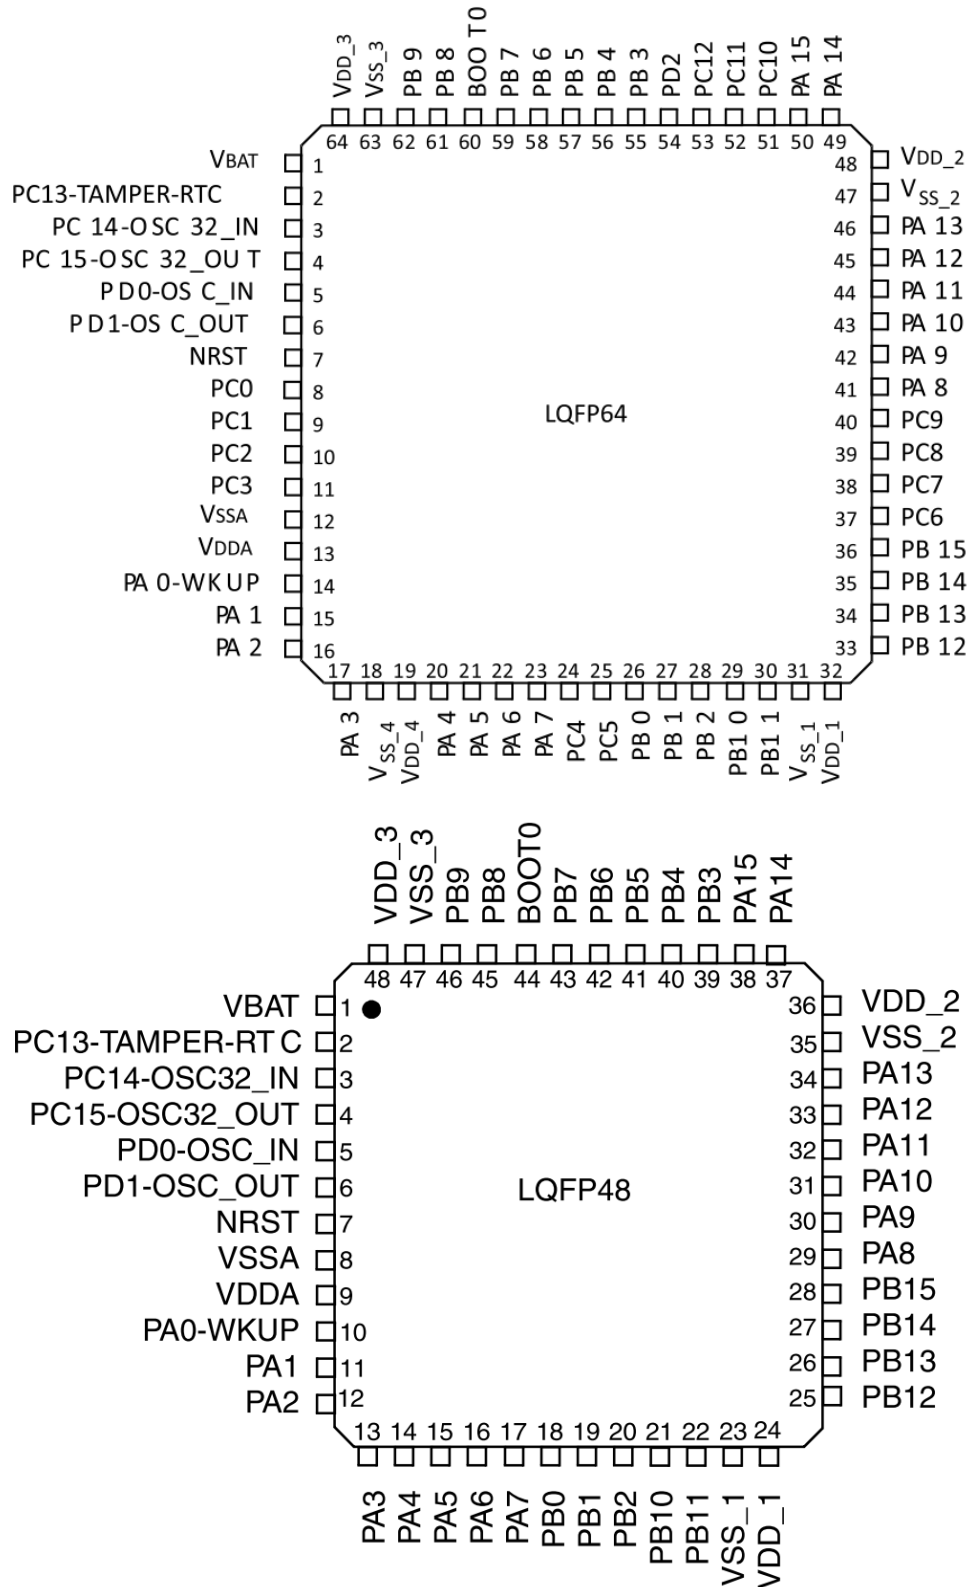 VDD_3 VSS_3 PB 9 PB 8 BOO T0 PB 7 PB 6 PB 5 PB 4 PB 3 PD2 PC12 PC11 PC10 PA 15 PA 14
64 63 62 61 60 59 58 57 56 55 54 53 52 51 50 49
VBAT 1 48 VDD_2
PC13-TAMPER-RTC 2 47 VSS_2
PC 14-OSC 32_IN 3 46 PA 13
PC 15-OSC 32_OU T 4 45 PA 12
PD0-OS C_IN 5 44 PA 11
PD1-OS C_OUT 6 43 PA 10
NRST 7 42 PA 9
PC0 8 41 PA 8
PC1 9 40 PC9
LQFP64
PC2 10 39 PC8
PC3 11 38 PC7
VSSA 12 37 PC6
VDDA 13 36 PB 15
PA 0-WKUP 14 35 PB 14
PA 1 15 34 PB 13
PA 2 16 33 PB 12
17 18 19 20 21 22 23 24 25 26 27 28 29 30 31 32
PA 3 VSS_4 VDD_4 PA 4 PA 5 PA 6 PA 7 PC4 PC5 PB 0 PB 1 PB 2 PB1 0 PB1 1 VSS_1 VDD_1
VDD_3 VSS_3 PB9 PB8 BOOT0 PB7 PB6 PB5 PB4 PB3 PA15 PA14
48 47 46 45 44 43 42 41 40 39 38 37
VBAT 1 36 VDD_2
PC13-TAMPER-RT C 2 35 VSS_2
PC14-OSC32_IN 3 34 PA13
PC15-OSC32_OUT 4 33 PA12
PD0-OSC_IN 5 32 PA11
PD1-OSC_OUT 6 LQFP48 31 PA10
NRST 7 30 PA9
VSSA 8 29 PA8
VDDA 9 28 PB15
PA0-WKUP 10 27 PB14
PA1 11 26 PB13
PA2 12 25 PB12
13 14 15 16 17 18 19 20 21 22 23 24
PA3 PA4 PA5 PA6 PA7 PB0 PB1 PB2 PB10 PB11 VSS_1 VDD_1